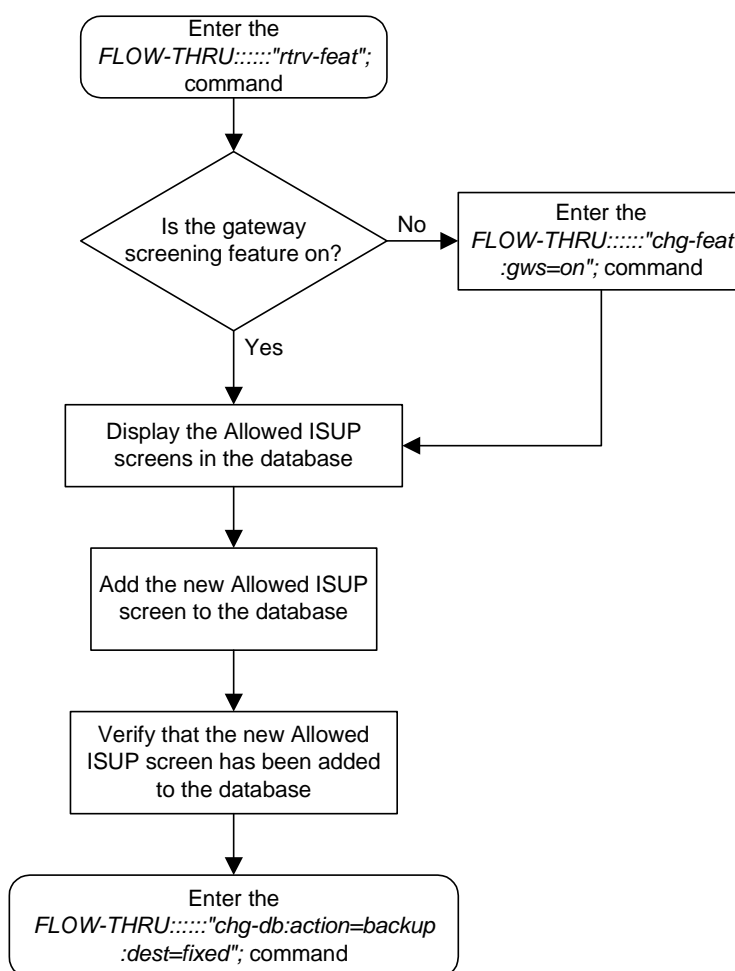 Enter the
FLOW-THRU::::::"rtrv-feat";
command
Is the gateway
screening feature on?
No
Enter the
FLOW-THRU::::::"chg-feat
:gws=on"; command
Yes
Display the Allowed ISUP
screens in the database
Add the new Allowed ISUP
screen to the database
Verify that the new Allowed
ISUP screen has been added
to the database
Enter the
FLOW-THRU::::::"chg-db:action=backup
:dest=fixed"; command